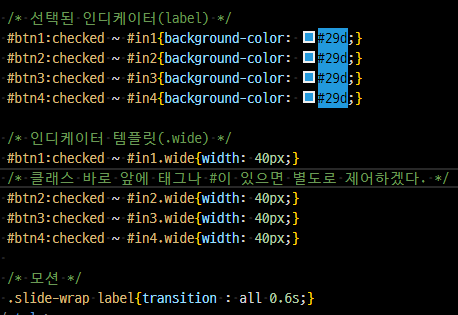 /* 선택된 인디케이터(label) */
#btn1:checked ~ #in1{background-color: #29d;}
#btn2:checked ~ #in2{background-color: #29d;}
#btn3:checked ~ #in3{background-color: #29d;}
#btn4:checked ~ #in4{background-color: #29d;}
/* 인디케이터 템플릿(.wide) */
#btn1:checked ~ #in1.wide{width: 40px;}
/* 클래스 바로 앞에 태그나 #이 있으면 별도로 제어하겠다. */
#btn2:checked ~ #in2.wide{width: 40px;}
#btn3:checked ~ #in3.wide{width: 40px;}
#btn4:checked ~ #in4.wide{width: 40px;}
/* 모션 */
.slide-wrap label{transition : all 0.6s;}